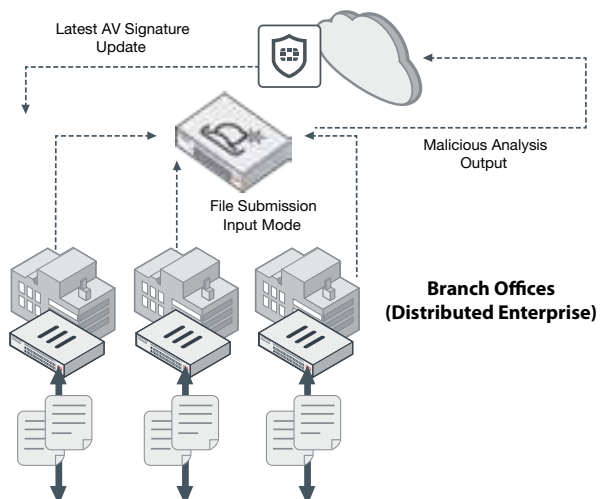 Latest AV Signature
Update
Malicious Analysis
Output
File Submission
Input Mode
Branch Offices
(Distributed Enterprise)